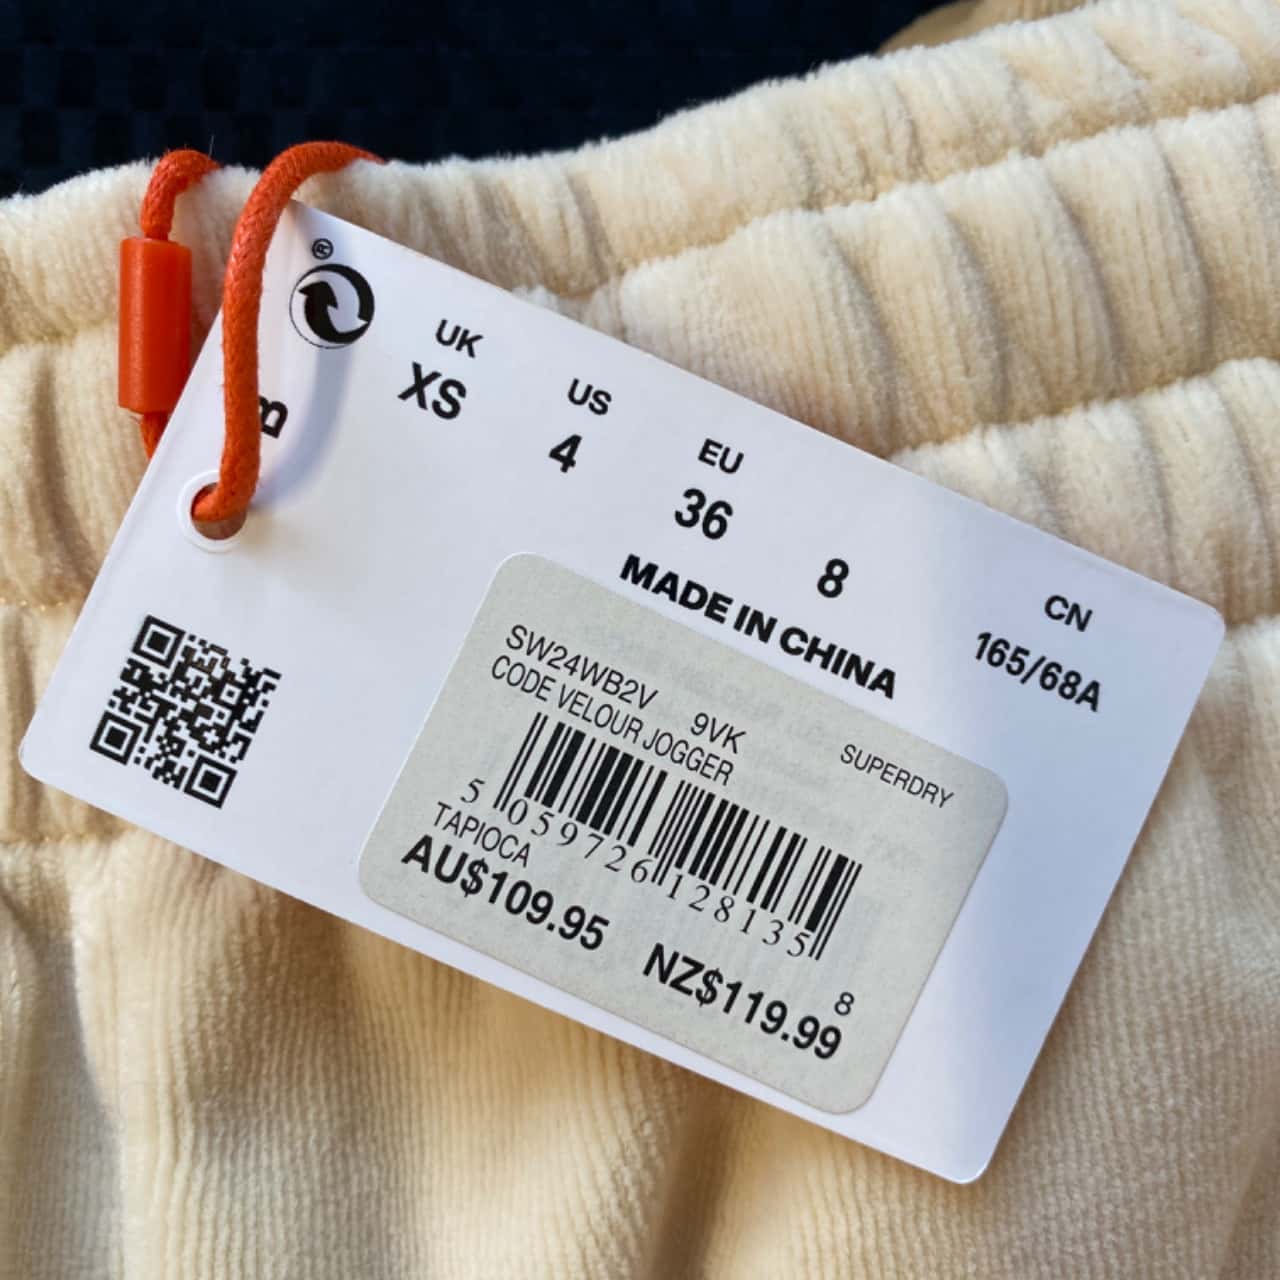 ®
UK US EU CN
XS 4 36 8 165/68A
MADE IN CHINA
SW24WB2V 9VK SUPERDRY
CODE VELOUR JOGGER
5 059726 128135
TAPIOCA 8
AU$109.95 NZ$119.99